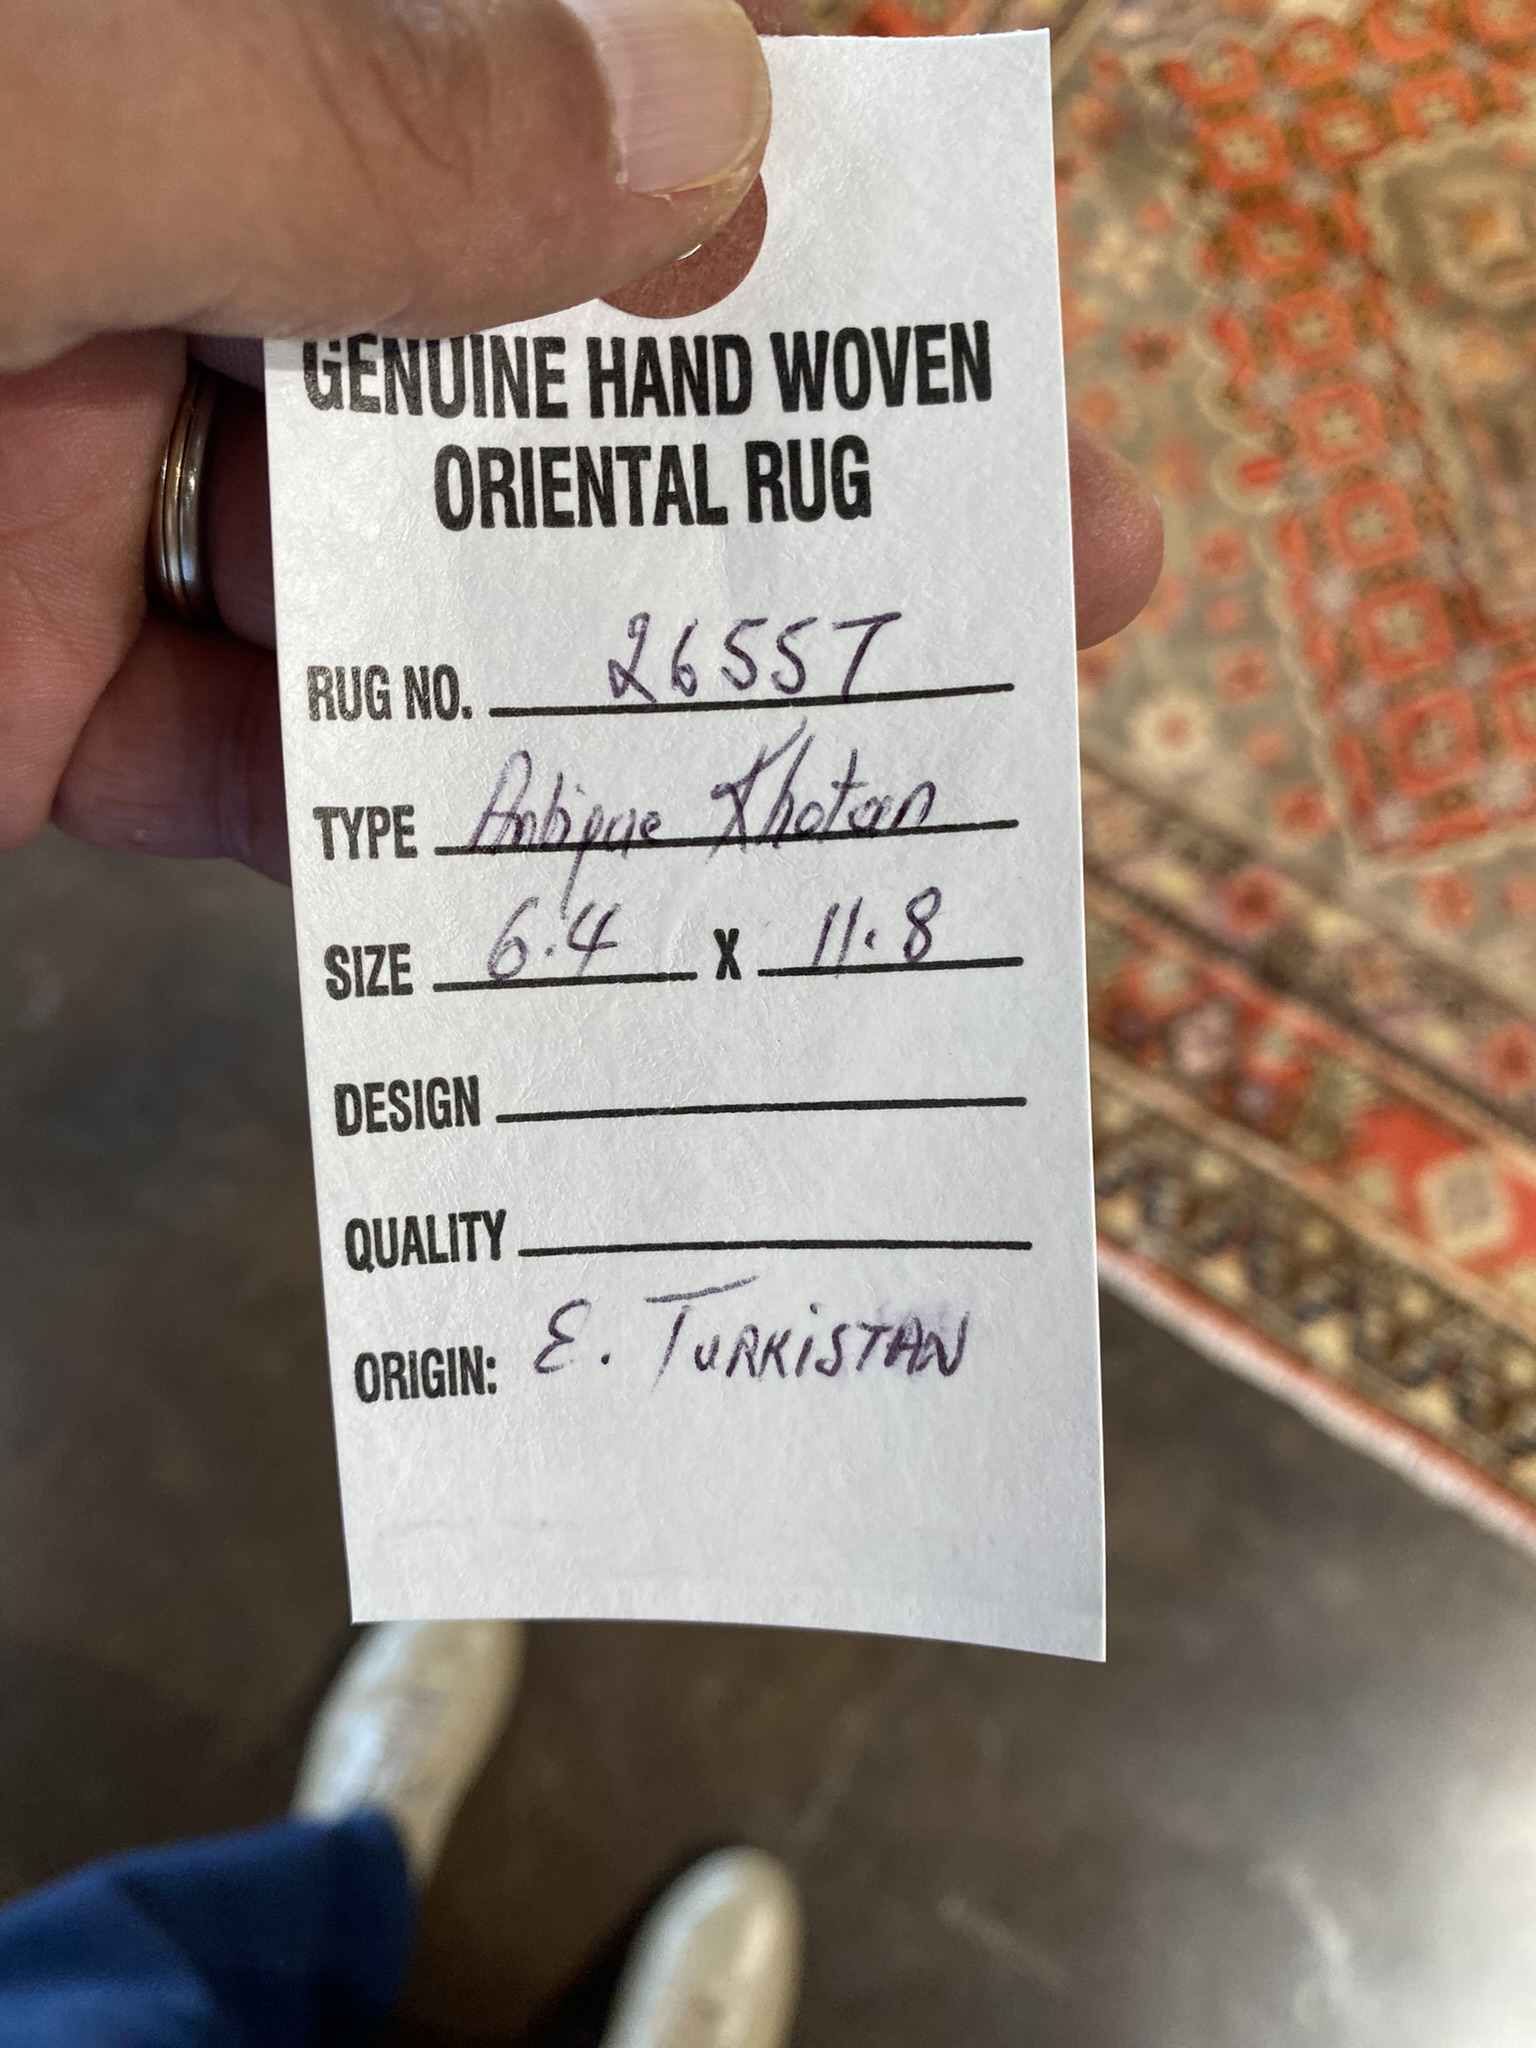 GENUINE HAND WOVEN
ORIENTAL RUG
RUG NO. 26557
TYPE Antique Khotan
SIZE 6.4 X 11.8
DESIGN
QUALITY
ORIGIN: E. TURKISTAN